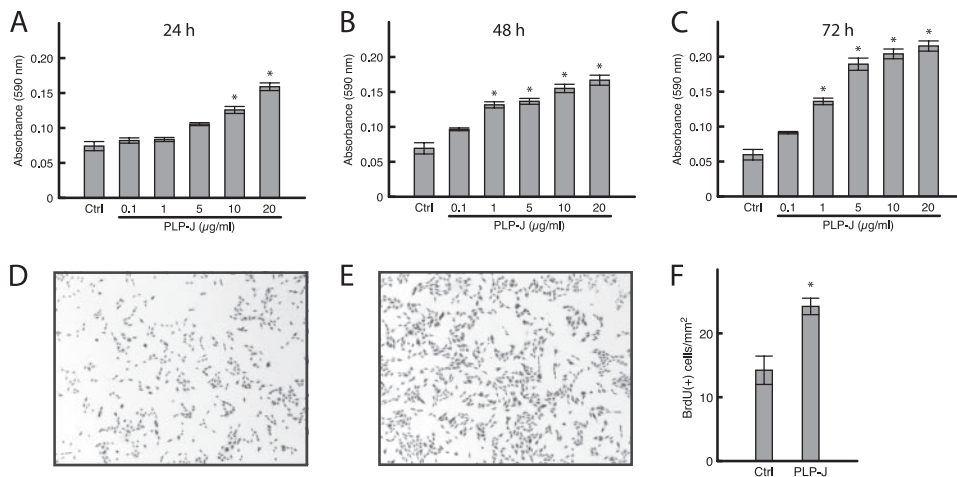 A
24 h
Absorbance (590 nm)
0.20
0.15
0.10
0.05
0
* *
Ctrl 0.1 1 5 10 20
PLP-J (µg/ml)
B
48 h
Absorbance (590 nm)
0.20
0.15
0.10
0.05
0
* * * *
Ctrl 0.1 1 5 10 20
PLP-J (µg/ml)
C
72 h
Absorbance (590 nm)
0.20
0.15
0.10
0.05
0
* * * *
Ctrl 0.1 1 5 10 20
PLP-J (µg/ml)
D
E
F
BrdU(+) cells/mm²
20
10
0
*
Ctrl PLP-J